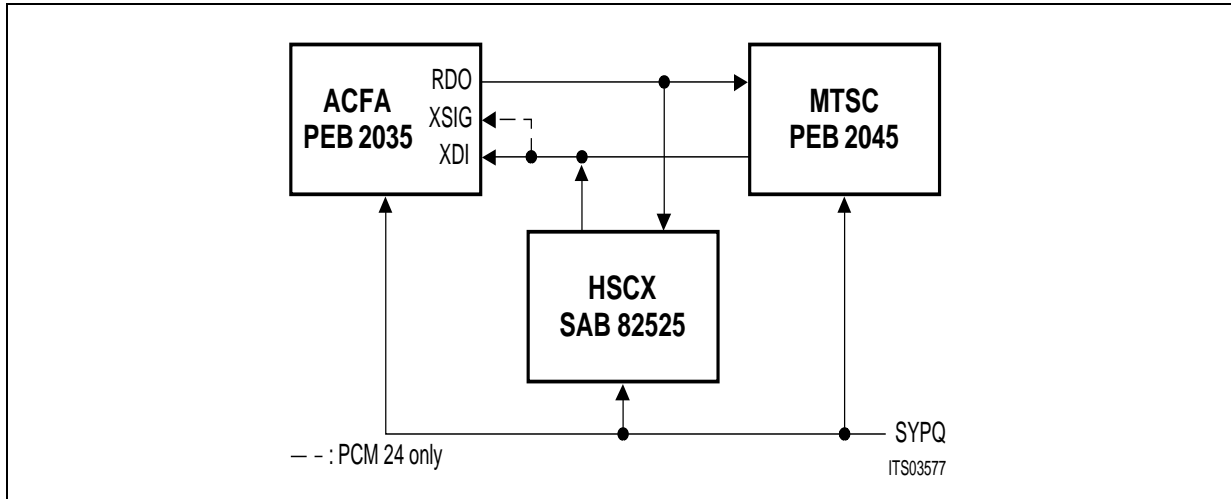 ACFA
PEB 2035
RDO
XSIG
XDI
MTSC
PEB 2045
HSCX
SAB 82525
SYPQ
– – : PCM 24 only
ITS03577